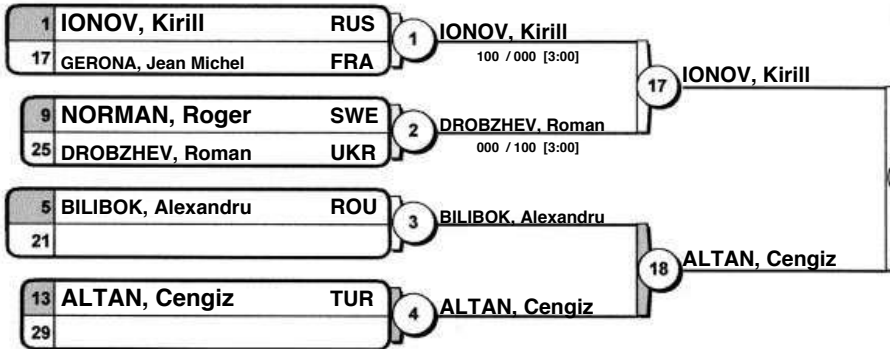 1 IONOV, Kirill RUS
17 GERONA, Jean Michel FRA
1
IONOV, Kirill
100 / 000 [3:00]
9 NORMAN, Roger SWE
25 DROBZHEV, Roman UKR
2
DROBZHEV, Roman
000 / 100 [3:00]
17
IONOV, Kirill
5 BILIBOK, Alexandru ROU
21
3
BILIBOK, Alexandru
13 ALTAN, Cengiz TUR
29
4
ALTAN, Cengiz
18
ALTAN, Cengiz